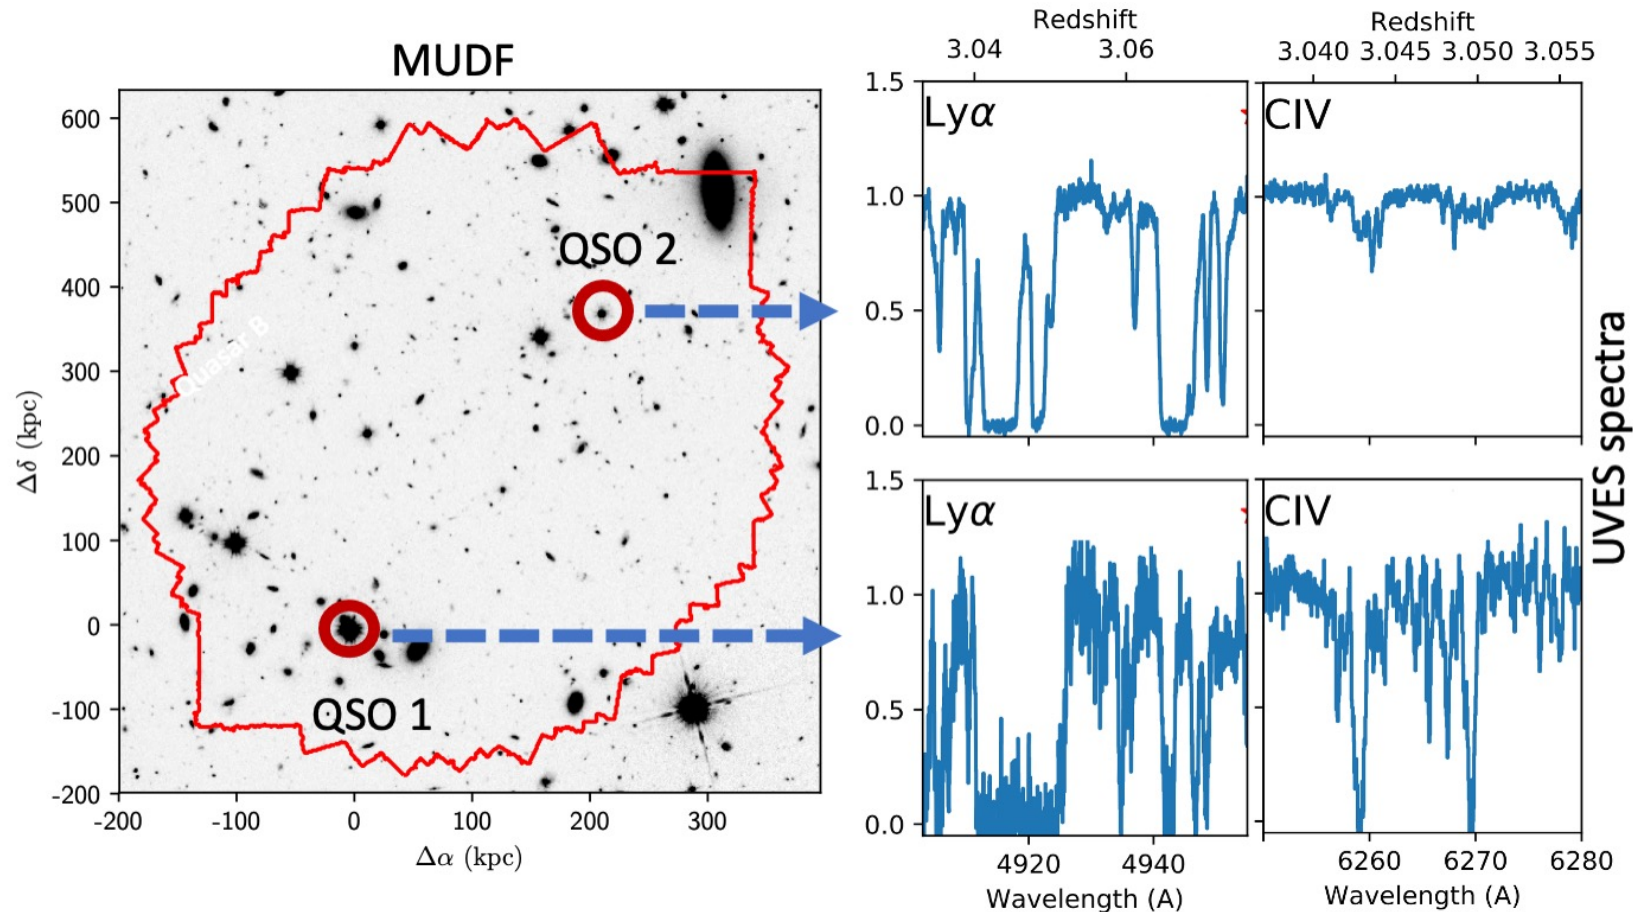 MUDF
600
500
400
300
200
100
0
-100
-200
Δδ (kpc)
-200 -100 0 100 200 300
Δα (kpc)
QSO 2
Quasar B
QSO 1
Redshift
3.04 3.06
1.5
1.0
0.5
0.0
Lyα
Redshift
3.040 3.045 3.050 3.055
CIV
1.5
1.0
0.5
0.0
Lyα
4920 4940
Wavelength (A)
CIV
6260 6270 6280
Wavelength (A)
UVES spectra